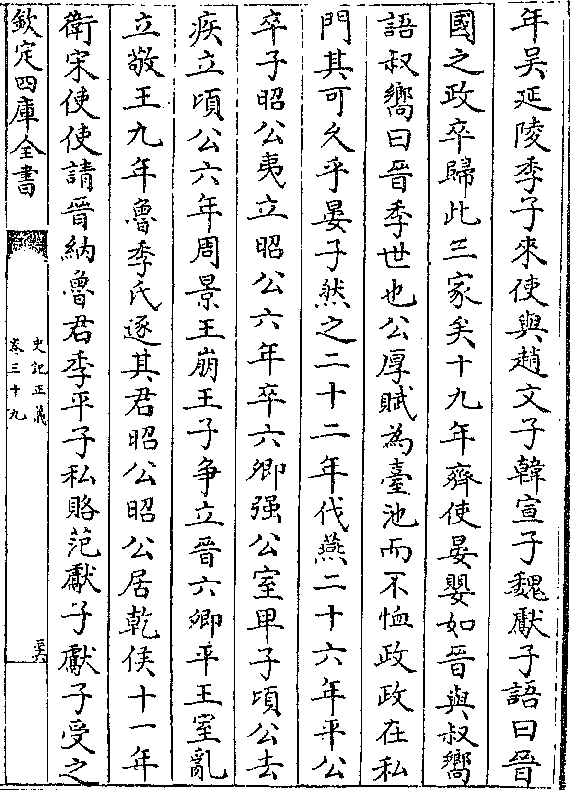 年吴延陵季子來使與趙文子韓宣子魏獻子語曰晉
國之政卒歸此三家矣十九年齊使晏嬰如晉與叔嚮
語叔嚮曰晉季世也公厚賦為臺池而不恤政政在私
門其可久乎晏子然之二十二年伐燕二十六年平公
卒子昭公夷立昭公六年卒六卿强公室卑子頃公去
疾立頃公六年周景王崩王子争立晉六卿平王室亂
立敬王九年魯季氏逐其君昭公昭公居乾侯十一年
衛宋使使請晉納魯君季平子私賂范獻子獻子受之
欽定四庫全書
史記正義
卷三十九